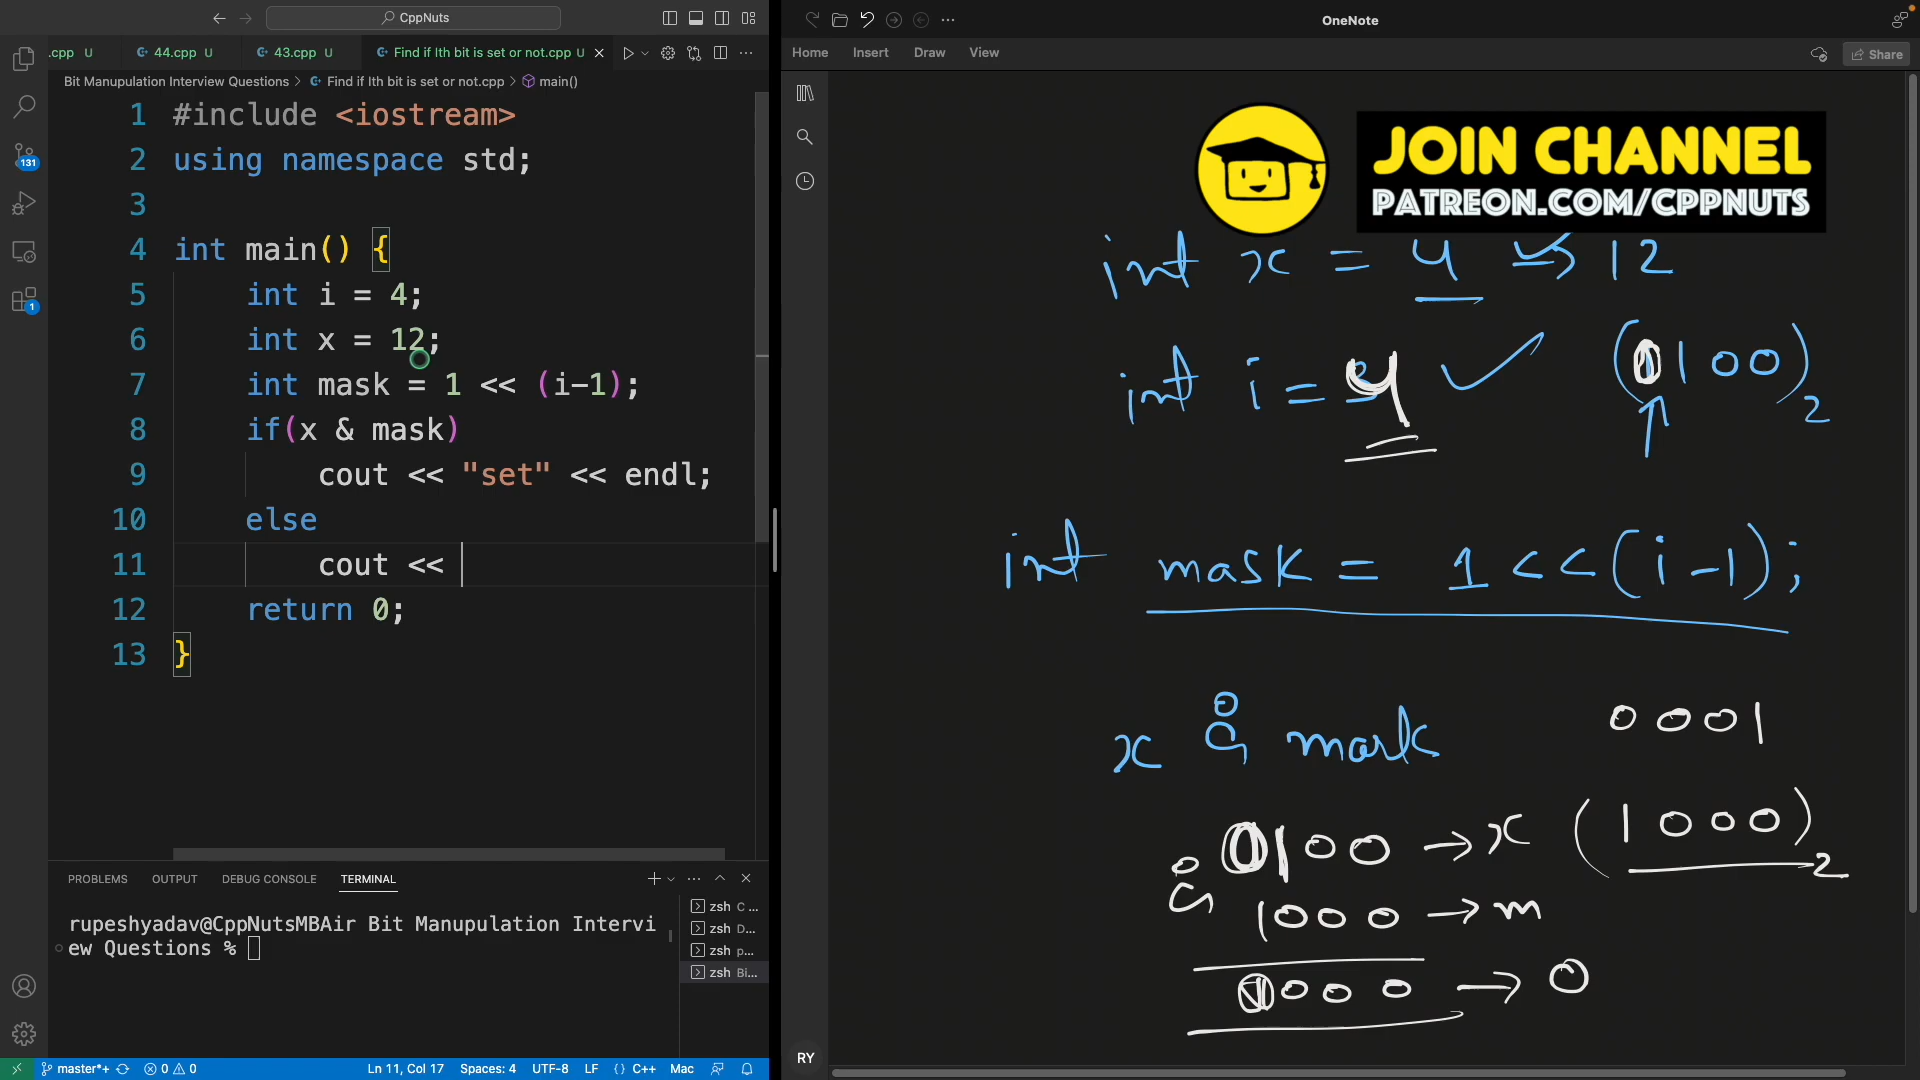 CppNuts
.cpp U
44.cpp U
43.cpp U
Find if Ith bit is set or not.cpp U
Bit Manupulation Interview Questions > Find if Ith bit is set or not.cpp > main()
1 #include <iostream>
2 using namespace std;
3
4 int main() {
5 int i = 4;
6 int x = 12;
7 int mask = 1 << (i-1);
8 if(x & mask)
9 cout << "set" << endl;
10 else
11 cout <<
12 return 0;
13 }
131
1
PROBLEMS OUTPUT DEBUG CONSOLE TERMINAL
rupeshyadav@CppNutsMBAir Bit Manupulation Intervi
ew Questions %
zsh C ...
zsh D...
zsh p...
zsh Bi...
master*+ 0 0 Ln 11, Col 17 Spaces: 4 UTF-8 LF {} C++ Mac
OneNote
Home Insert Draw View
Share
JOIN CHANNEL
PATREON.COM/CPPNUTS
int x = 4 12
int i = 4 (0100)2
int mask = 1 << (i-1);
x & mask
0001
0100 → x (1000)2
& 1000 → m
0000 → 0
RY